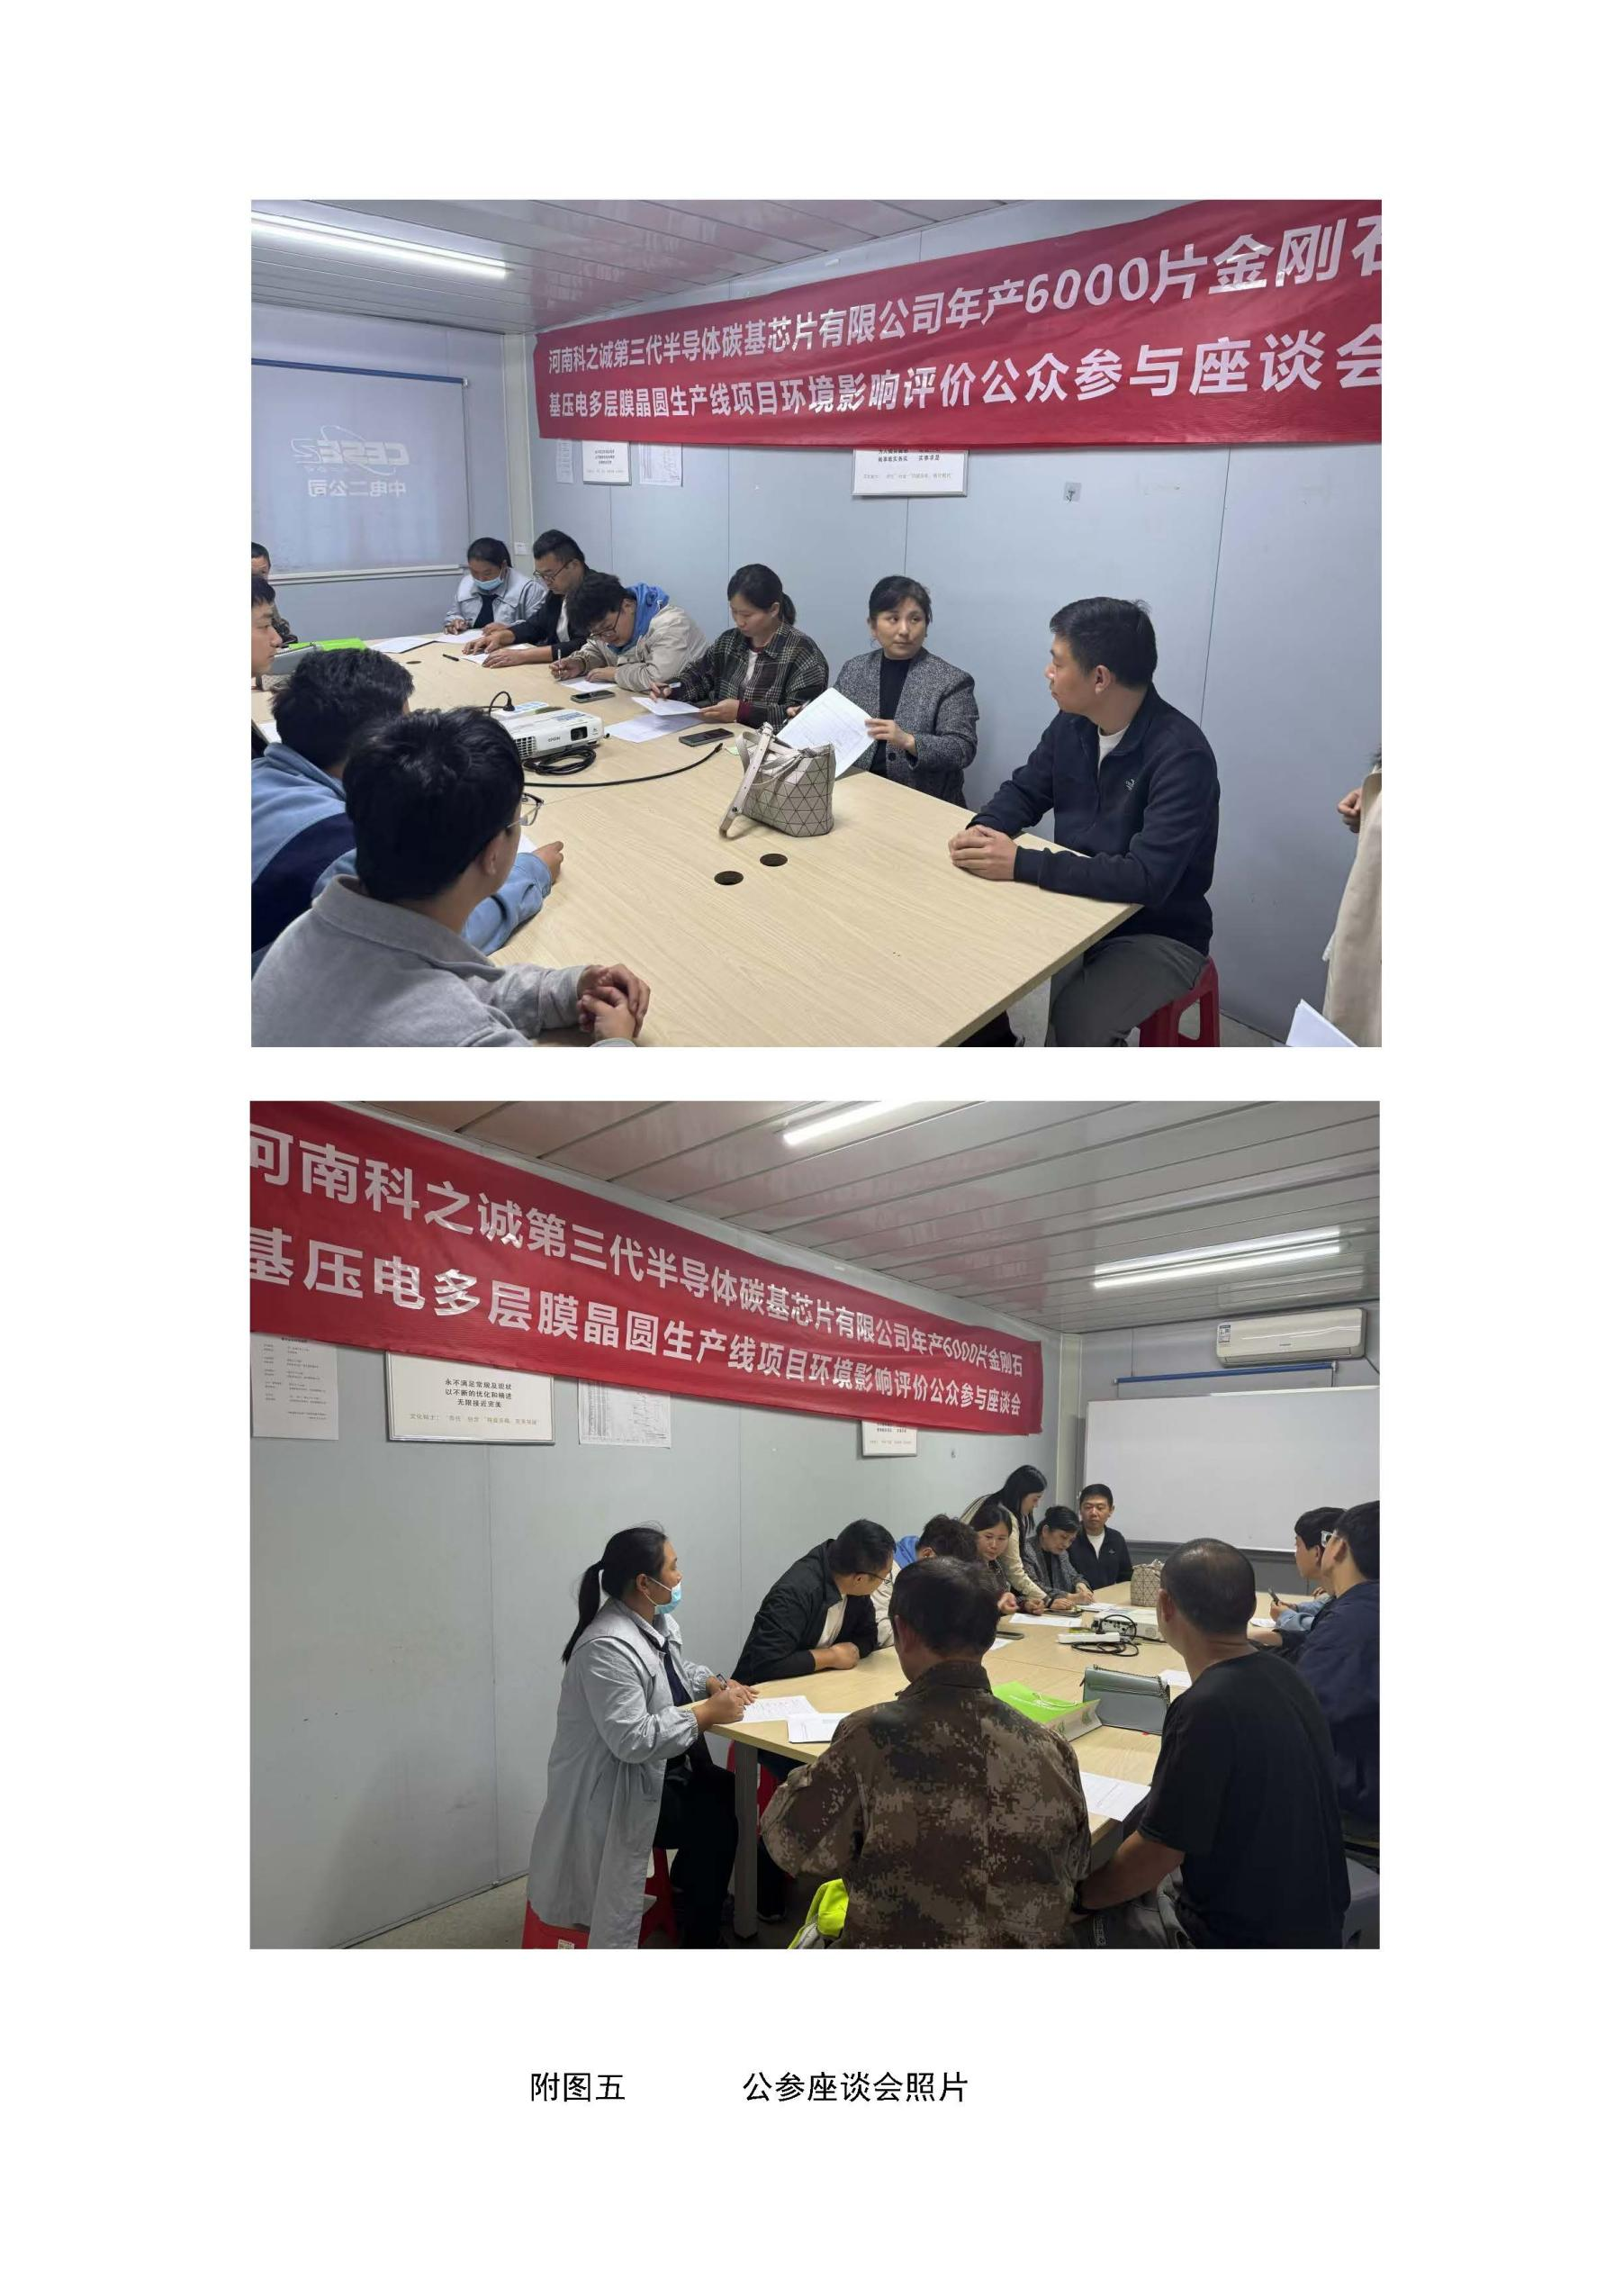 河南科之诚第三代半导体碳基芯片有限公司年产6000片金刚石
基压电多层膜晶圆生产线项目环境影响评价公众参与座谈会
CESE2
中电二公司
EPSON
可南科之诚第三代半导体碳基芯片有限公司年产6000片金刚石
基压电多层膜晶圆生产线项目环境影响评价公众参与座谈会
永不满足常规及现状
以不断的优化和精进
无限接近完美
附图五 公参座谈会照片